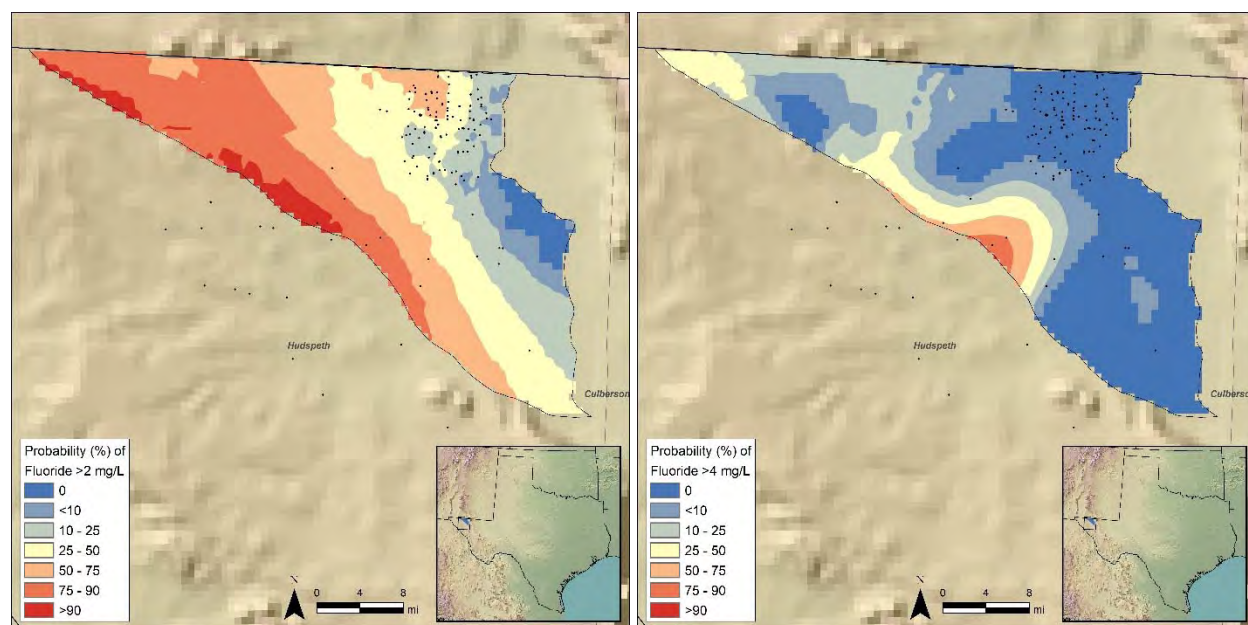 Hudspeth
Culberson
Probability (%) of
Fluoride >2 mg/L
0
<10
10 - 25
25 - 50
50 - 75
75 - 90
>90
N
0 4 8
mi
Hudspeth
Culberson
Probability (%) of
Fluoride >4 mg/L
0
<10
10 - 25
25 - 50
50 - 75
75 - 90
>90
N
0 4 8
mi